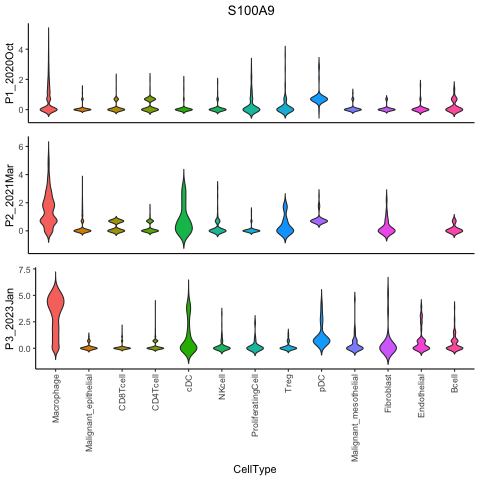 S100A9
P1_2020Oct
4
2
0
P2_2021Mar
6
4
2
0
P3_2023Jan
7.5
5.0
2.5
0.0
Macrophage
Malignant_epithelial
CD8Tcell
CD4Tcell
cDC
NKcell
ProliferatingCell
Treg
pDC
Malignant_mesothelial
Fibroblast
Endothelial
Bcell
CellType